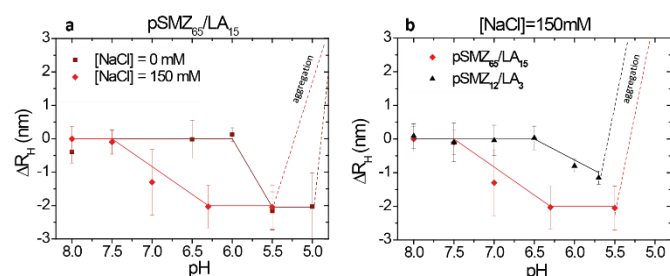 a
pSMZ₆₅/LA₁₅
[NaCl] = 0 mM
[NaCl] = 150 mM
aggregation
3
2
1
0
-1
-2
-3
ΔR_H (nm)
8.0 7.5 7.0 6.5 6.0 5.5 5.0
pH
b
[NaCl]=150mM
pSMZ₆₅/LA₁₅
pSMZ₁₂/LA₃
aggregation
3
2
1
0
-1
-2
-3
ΔR_H (nm)
8.0 7.5 7.0 6.5 6.0 5.5 5.0
pH